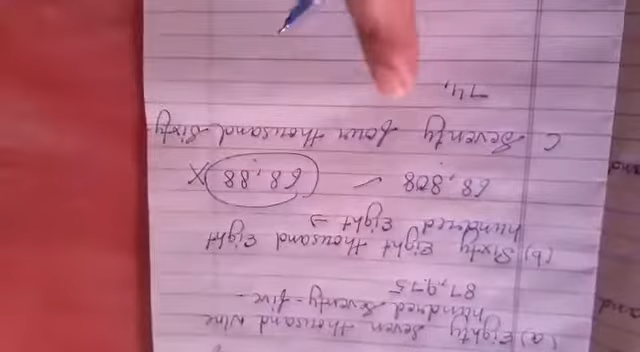 (a) Eighty Seven thousand nine
hundred Seventy-five -
87,975
(b) Sixty Eight thousand Eight
hundred Eight →
68,808 ✓ 68,88 X
C Seventy four thousand Sixty
74,